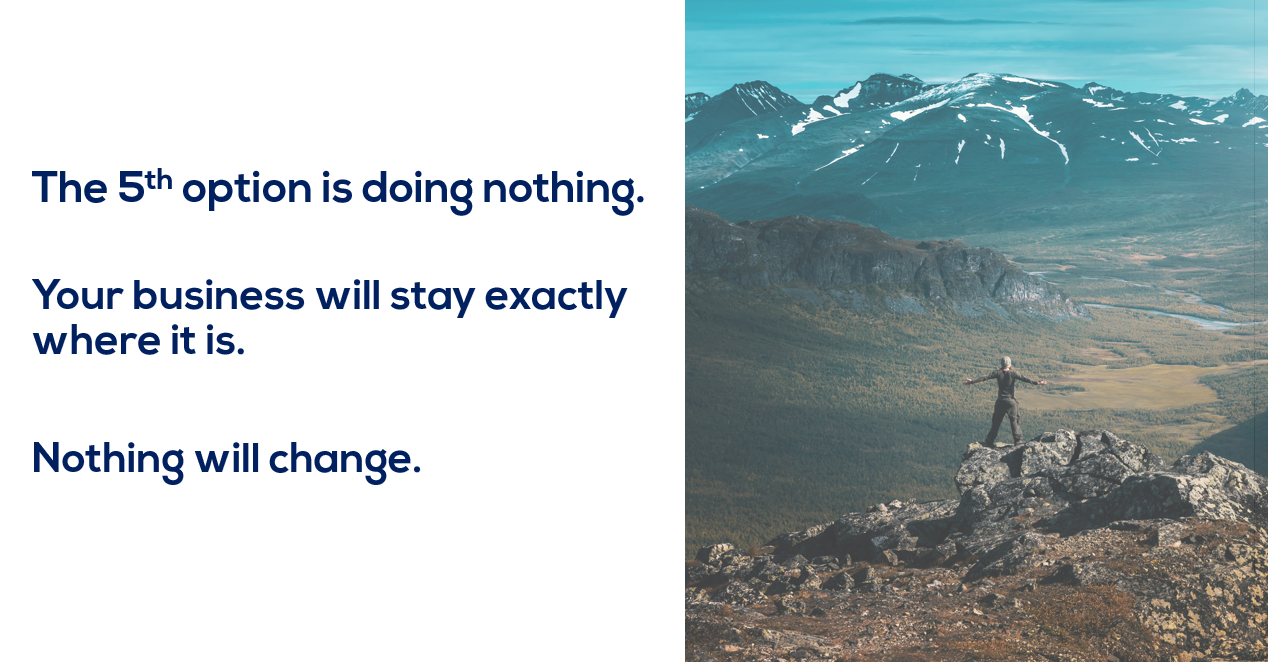 The 5th option is doing nothing.
Your business will stay exactly
where it is.
Nothing will change.